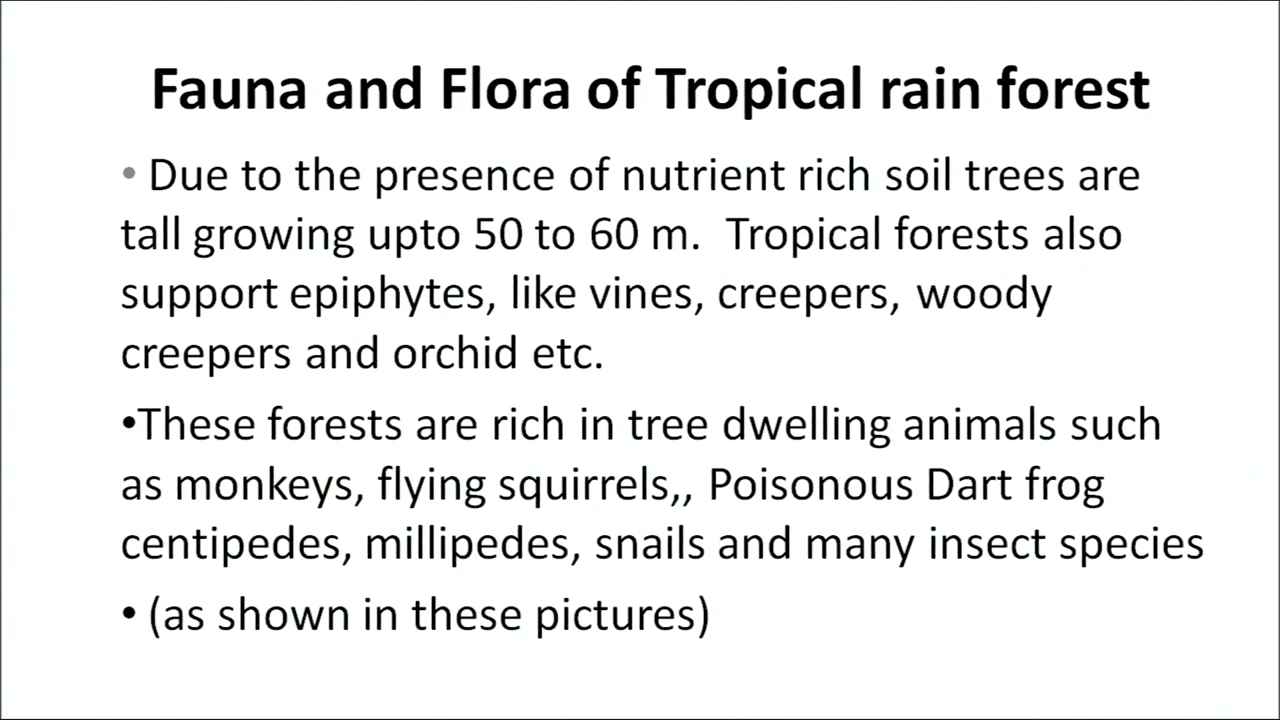 Fauna and Flora of Tropical rain forest
• Due to the presence of nutrient rich soil trees are
tall growing upto 50 to 60 m.  Tropical forests also
support epiphytes, like vines, creepers, woody
creepers and orchid etc.
•These forests are rich in tree dwelling animals such
as monkeys, flying squirrels,, Poisonous Dart frog
centipedes, millipedes, snails and many insect species
• (as shown in these pictures)